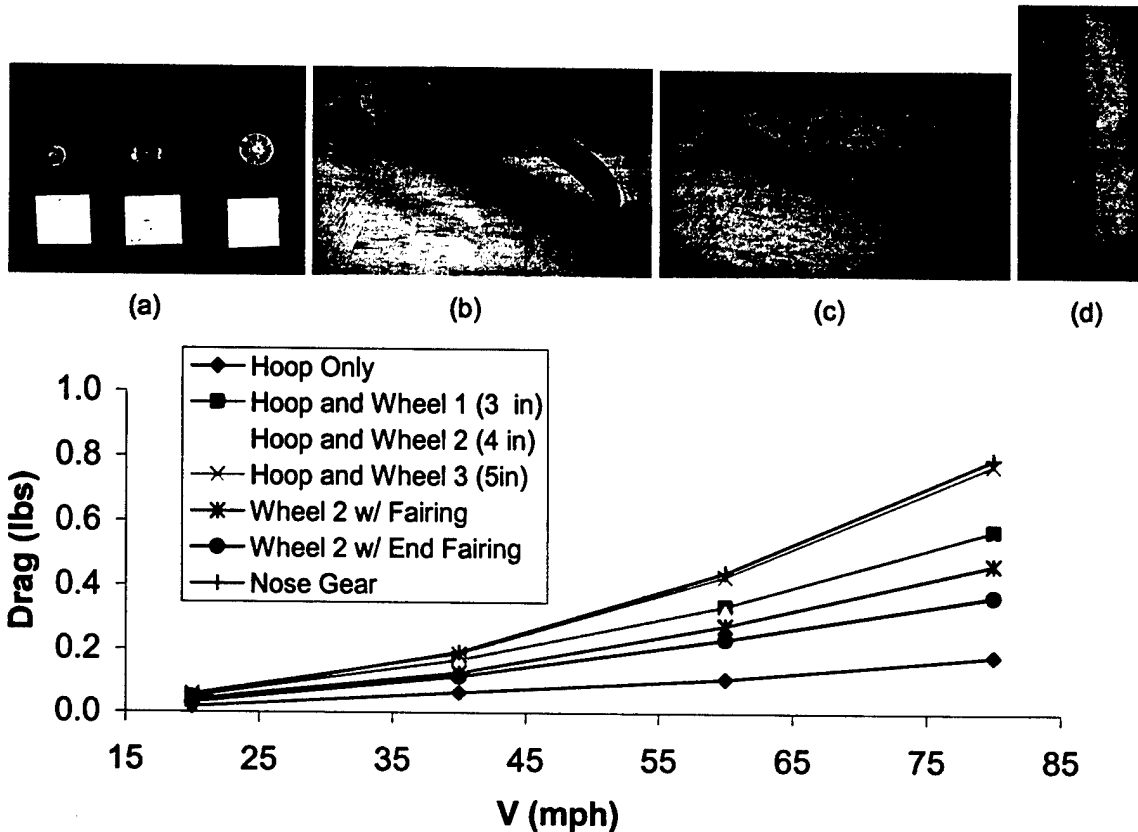 (a)
(b)
(c)
(d)
Hoop Only
Hoop and Wheel 1 (3 in)
Hoop and Wheel 2 (4 in)
Hoop and Wheel 3 (5in)
Wheel 2 w/ Fairing
Wheel 2 w/ End Fairing
Nose Gear
Drag (lbs)
1.0
0.8
0.6
0.4
0.2
0.0
15
25
35
45
55
65
75
85
V (mph)